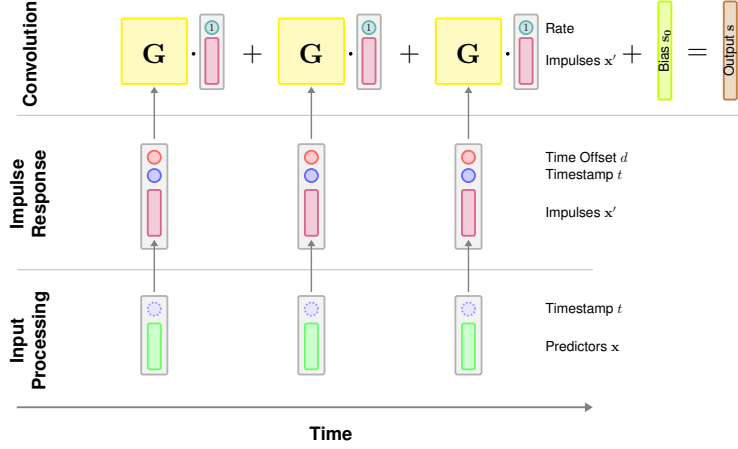 Convolution
G · 1 + G · 1 + G · 1 + Bias s₀ = Output s
Rate
Impulses x′
Impulse
Response
Time Offset d
Timestamp t
Impulses x′
Input
Processing
Timestamp t
Predictors x
Time